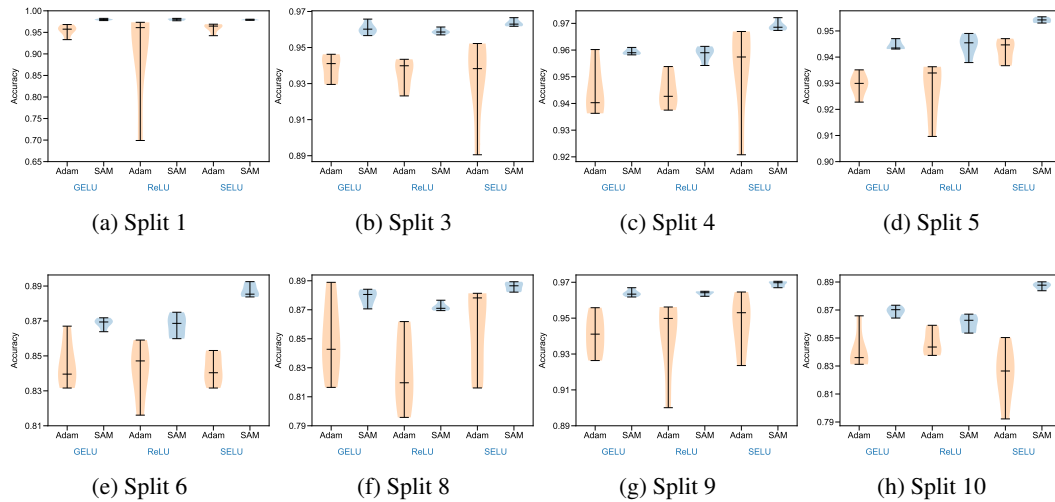 1.00
0.95
0.90
0.85
0.80
0.75
0.70
0.65
Accuracy
Adam SAM Adam SAM Adam SAM
GELU ReLU SELU
(a) Split 1
0.97
0.95
0.93
0.91
0.89
Accuracy
Adam SAM Adam SAM Adam SAM
GELU ReLU SELU
(b) Split 3
0.98
0.96
0.94
0.92
Accuracy
Adam SAM Adam SAM Adam SAM
GELU ReLU SELU
(c) Split 4
0.95
0.94
0.93
0.91
0.90
Accuracy
Adam SAM Adam SAM Adam SAM
GELU ReLU SELU
(d) Split 5
0.89
0.87
0.85
0.83
0.81
Accuracy
Adam SAM Adam SAM Adam SAM
GELU ReLU SELU
(e) Split 6
0.89
0.87
0.85
0.83
0.81
0.79
Accuracy
Adam SAM Adam SAM Adam SAM
GELU ReLU SELU
(f) Split 8
0.97
0.95
0.93
0.91
0.89
Accuracy
Adam SAM Adam SAM Adam SAM
GELU ReLU SELU
(g) Split 9
0.89
0.87
0.85
0.83
0.81
0.79
Accuracy
Adam SAM Adam SAM Adam SAM
GELU ReLU SELU
(h) Split 10